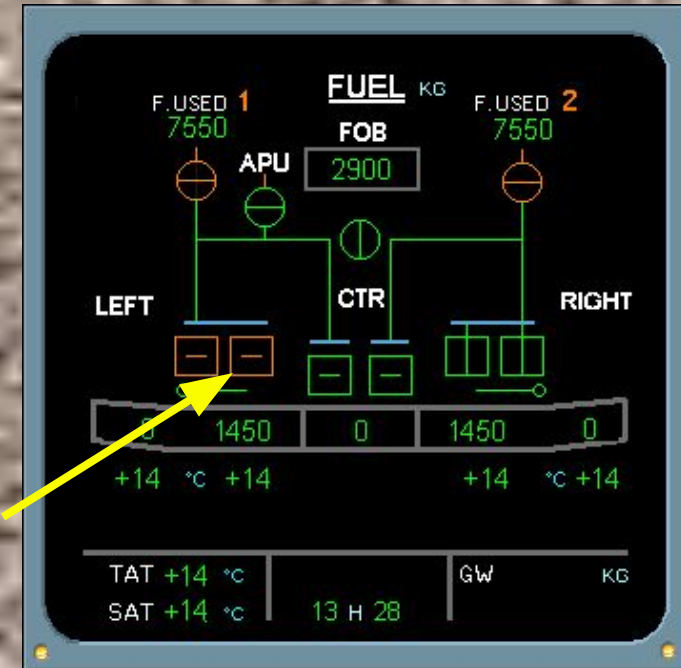 FUEL KG
F.USED 1 F.USED 2
7550 FOB 7550
APU 2900
LEFT CTR RIGHT
0 1450 0 1450 0
+14 °C +14 +14 °C +14
TAT +14 °C GW KG
SAT +14 °C 13 H 28